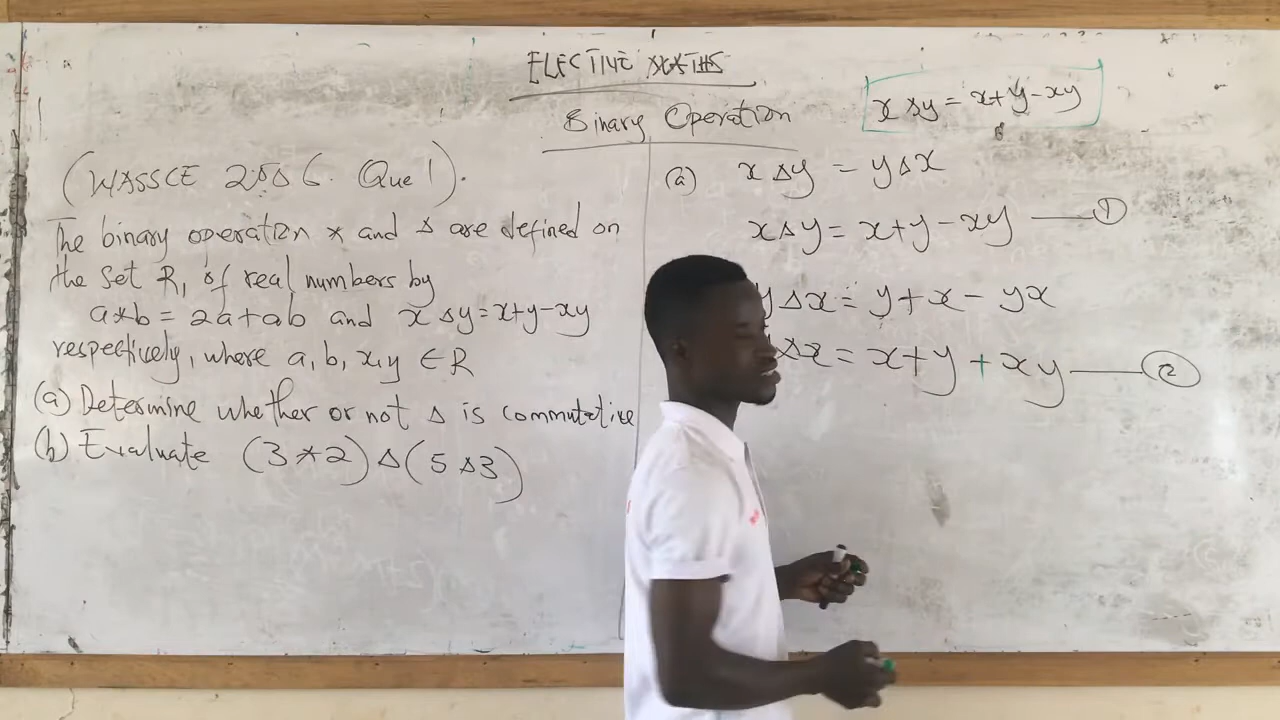 ELECTIVE MATHS
Binary Operation
x Δ y = x + y - xy
(WASSCE 2006. Que 1).
The binary operation * and Δ are defined on
the set R, of real numbers by
a*b = 2a + ab and x Δ y = x + y - xy
respectively, where a, b, x, y ∈ R
(a) Determine whether or not Δ is commutative
(b) Evaluate (3 * 2) Δ (5 Δ 3)
(a) x Δ y = y Δ x
x Δ y = x + y - xy — ①
y Δ x = y + x - yx
Δ x = x + y + xy — ②